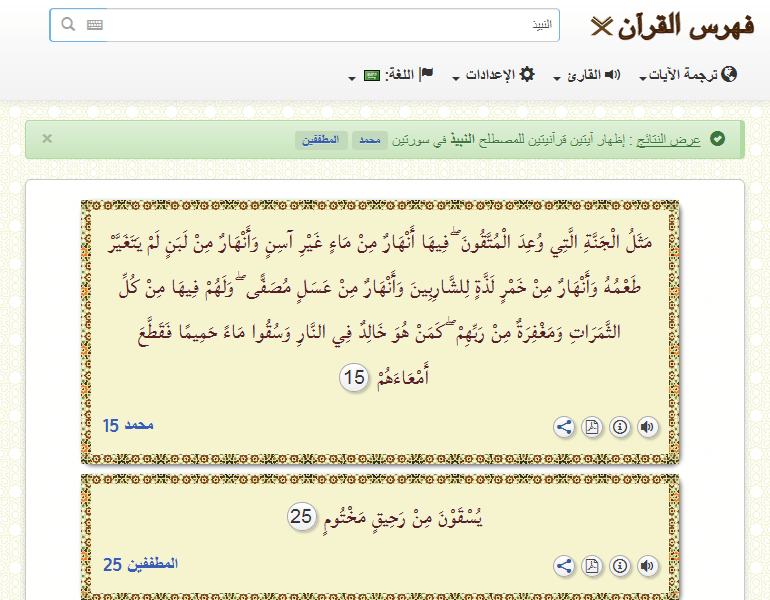 فهرس القرآن
النبيذ
ترجمة الآيات
القارئ
الإعدادات
اللغة:
عرض النتائج : إظهار آيتين قرآنيتين للمصطلح النبيذ في سورتين محمد المطففين
مَثَلُ الْجَنَّةِ الَّتِي وُعِدَ الْمُتَّقُونَ ۖ فِيهَا أَنْهَارٌ مِنْ مَاءٍ غَيْرِ آسِنٍ وَأَنْهَارٌ مِنْ لَبَنٍ لَمْ يَتَغَيَّرْ
طَعْمُهُ وَأَنْهَارٌ مِنْ خَمْرٍ لَذَّةٍ لِلشَّارِبِينَ وَأَنْهَارٌ مِنْ عَسَلٍ مُصَفًّى ۖ وَلَهُمْ فِيهَا مِنْ كُلِّ
الثَّمَرَاتِ وَمَغْفِرَةٌ مِنْ رَبِّهِمْ ۖ كَمَنْ هُوَ خَالِدٌ فِي النَّارِ وَسُقُوا مَاءً حَمِيمًا فَقَطَّعَ
أَمْعَاءَهُمْ 15
محمد 15
يُسْقَوْنَ مِنْ رَحِيقٍ مَخْتُومٍ 25
المطففين 25